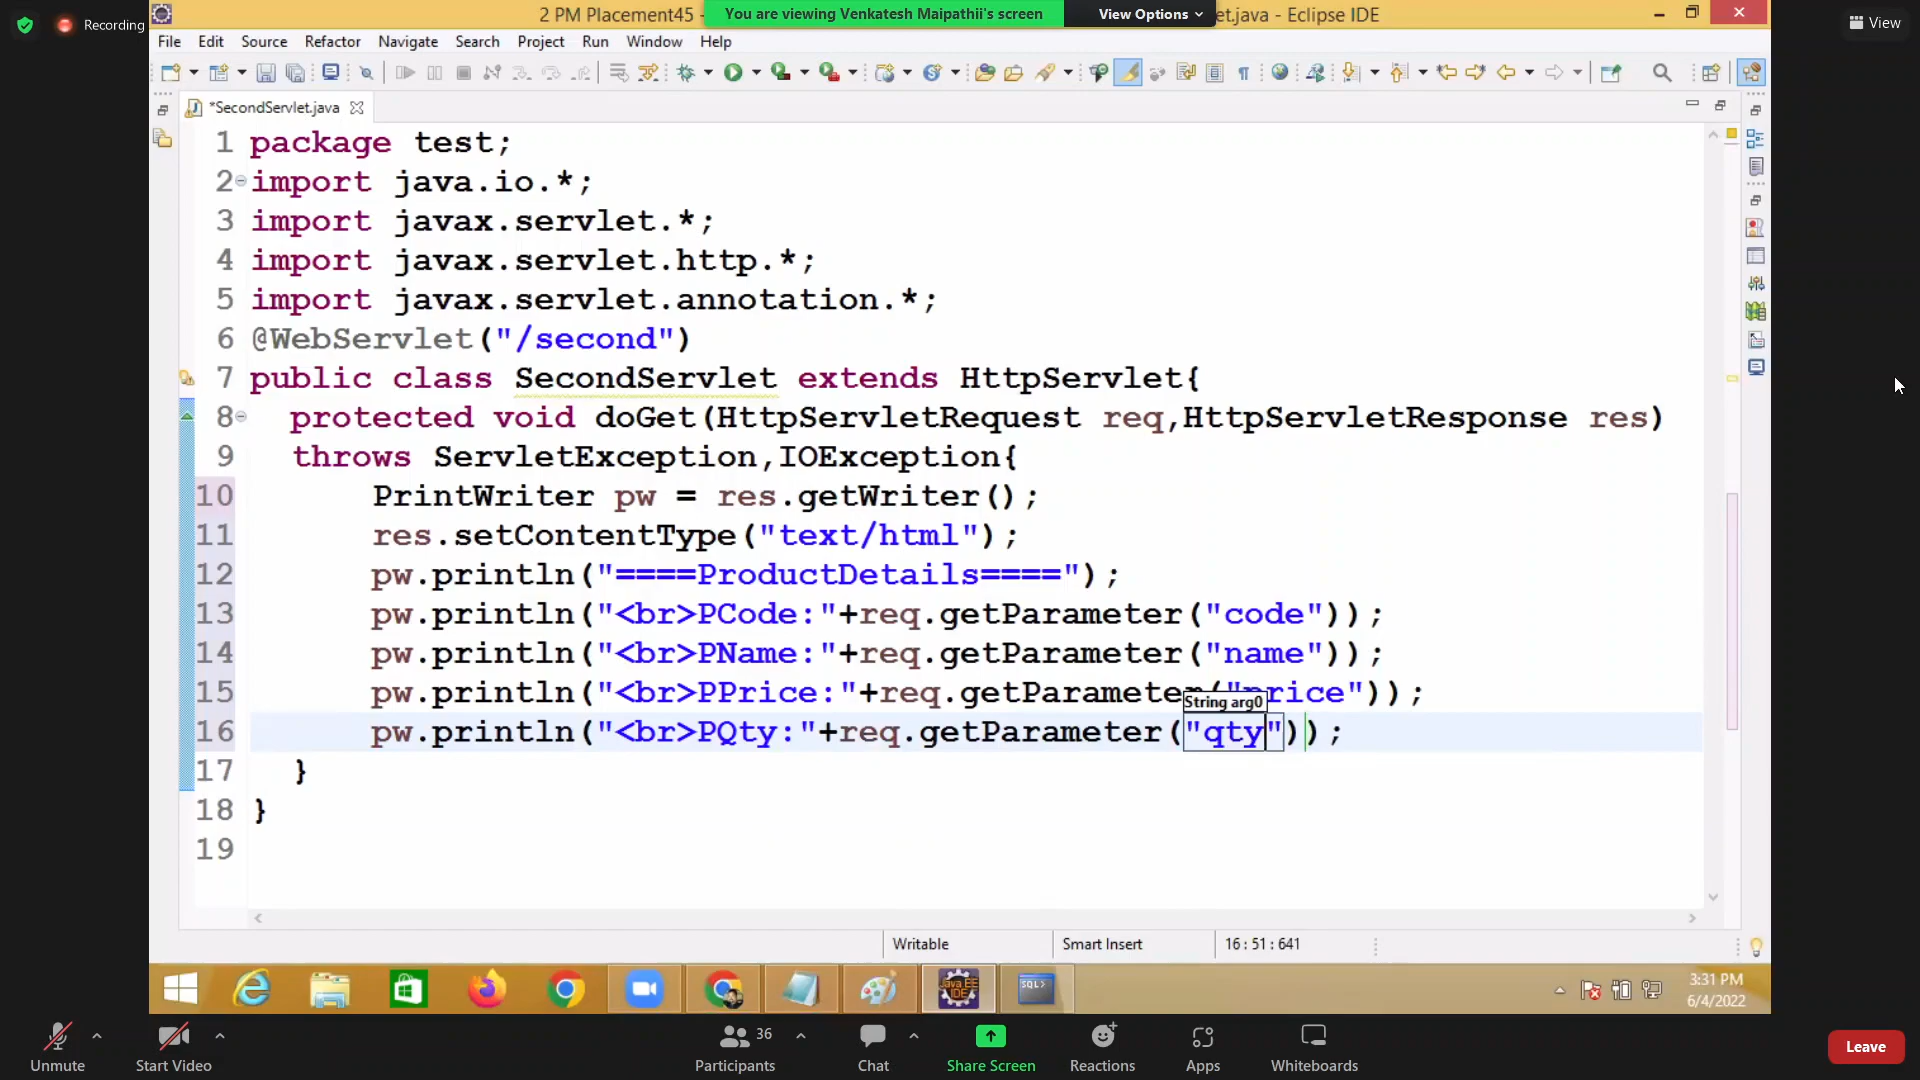 Recording
2 PM Placement45 -
You are viewing Venkatesh Maipathii's screen
View Options
et.java - Eclipse IDE
View
File Edit Source Refactor Navigate Search Project Run Window Help
*SecondServlet.java
1 package test;
2 import java.io.*;
3 import javax.servlet.*;
4 import javax.servlet.http.*;
5 import javax.servlet.annotation.*;
6 @WebServlet("/second")
7 public class SecondServlet extends HttpServlet{
8 protected void doGet(HttpServletRequest req,HttpServletResponse res)
9 throws ServletException,IOException{
10 PrintWriter pw = res.getWriter();
11 res.setContentType("text/html");
12 pw.println("====ProductDetails====");
13 pw.println("<br>PCode:"+req.getParameter("code"));
14 pw.println("<br>PName:"+req.getParameter("name"));
15 pw.println("<br>PPrice:"+req.getParameter("price"));
String arg0
16 pw.println("<br>PQty:"+req.getParameter("qty"));
17 }
18 }
19
Writable Smart Insert 16 : 51 : 641
Java EE
IDE
SQL>
3:31 PM
6/4/2022
36
Unmute Start Video Participants Chat Share Screen Reactions Apps Whiteboards Leave